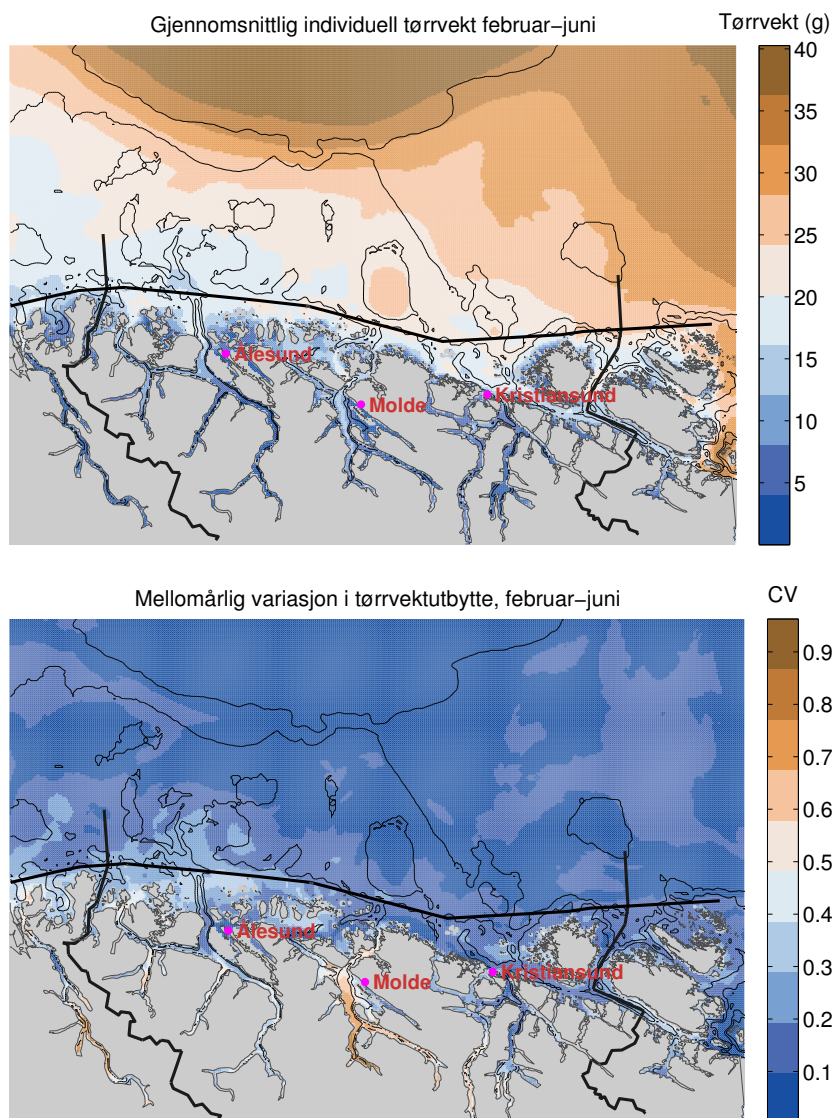 Gjennomsnittlig individuell tørrvekt februar–juni
Tørrvekt (g)
40
35
30
25
20
15
10
5
Ålesund
Molde
Kristiansund
Mellomårlig variasjon i tørrvektutbytte, februar–juni
CV
0.9
0.8
0.7
0.6
0.5
0.4
0.3
0.2
0.1
Ålesund
Molde
Kristiansund